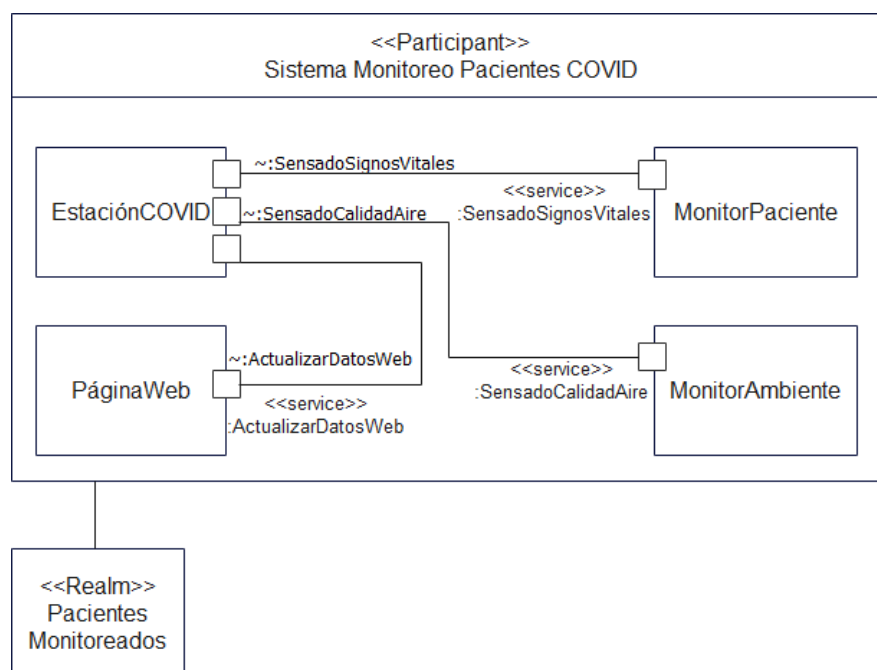 <<Participant>>
Sistema Monitoreo Pacientes COVID
EstaciónCOVID
~:SensadoSignosVitales
<<service>>
:SensadoSignosVitales
MonitorPaciente
~:SensadoCalidadAire
PáginaWeb
~:ActualizarDatosWeb
<<service>>
:ActualizarDatosWeb
<<service>>
:SensadoCalidadAire
MonitorAmbiente
<<Realm>>
Pacientes
Monitoreados